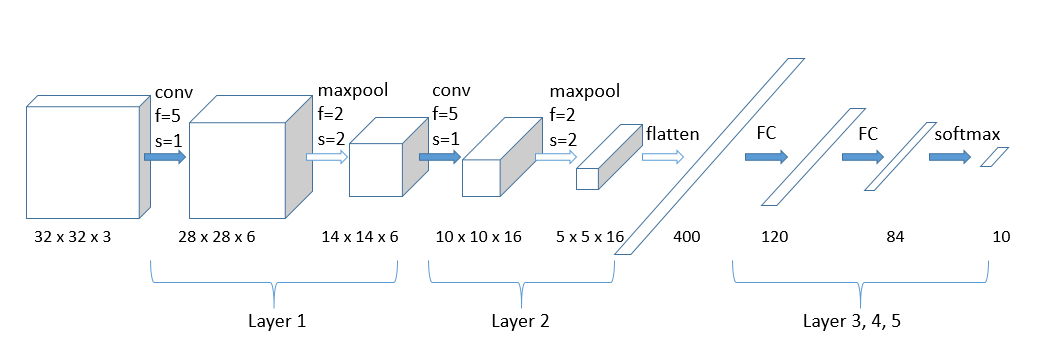 conv
f=5
s=1
maxpool
f=2
s=2
conv
f=5
s=1
maxpool
f=2
s=2
flatten
FC
FC
softmax
32 x 32 x 3
28 x 28 x 6
14 x 14 x 6
10 x 10 x 16
5 x 5 x 16
400
120
84
10
Layer 1
Layer 2
Layer 3, 4, 5